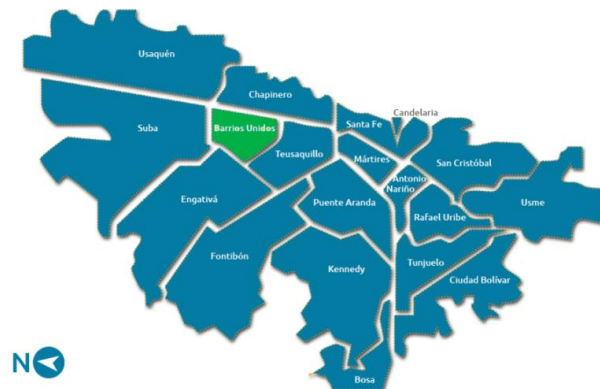 Usaquén
Chapinero
Candelaria
Suba
Barrios Unidos
Santa Fe
Teusaquillo
Mártires
San Cristóbal
Antonio
Nariño
Engativá
Puente Aranda
Usme
Rafael Uribe
Fontibón
Kennedy
Tunjuelo
Ciudad Bolívar
Bosa
N